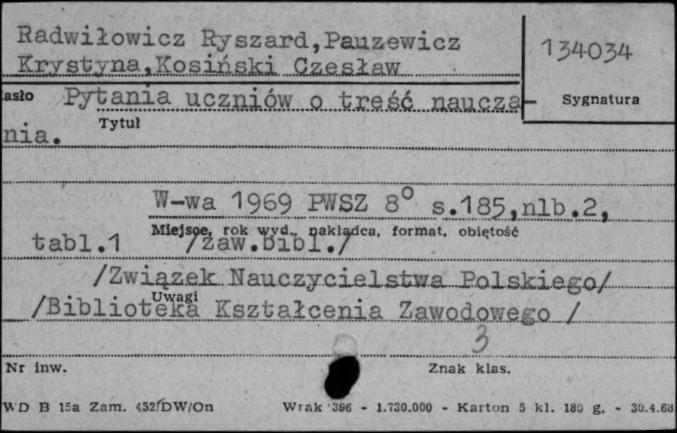 Radwiłowicz Ryszard,Pauzewicz
134034
Krystyna,Kosiński Czesław
asło Pytania uczniów o treść naucza-
Sygnatura
Tytuł
nia.
W-wa 1969 PWSZ 8° s.185,nlb.2,
Miejsce, rok wyd., nakładca, format, objętość
tabl.1 /zaw.bibl./
/Związek Nauczycielstwa Polskiego/
Uwagi
/Biblioteka Kształcenia Zawodowego /
3
Nr inw.
Znak klas.
WD B 15a Zam. 452/DW/On
Wrak 396 - 1.730.000 - Karton 5 kl. 180 g. - 30.4.68